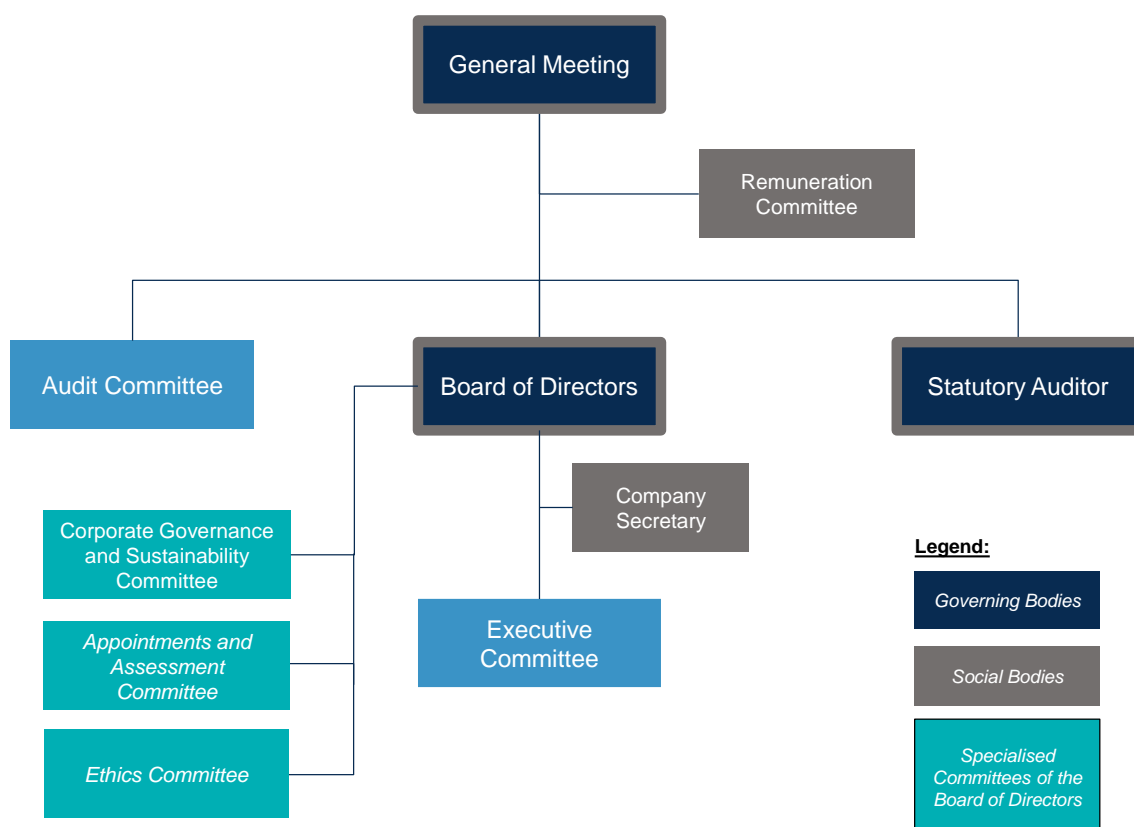 General Meeting
Remuneration
Committee
Audit Committee
Board of Directors
Statutory Auditor
Company
Secretary
Corporate Governance
and Sustainability
Committee
Appointments and
Assessment
Committee
Ethics Committee
Executive
Committee
Legend:
Governing Bodies
Social Bodies
Specialised
Committees of the
Board of Directors